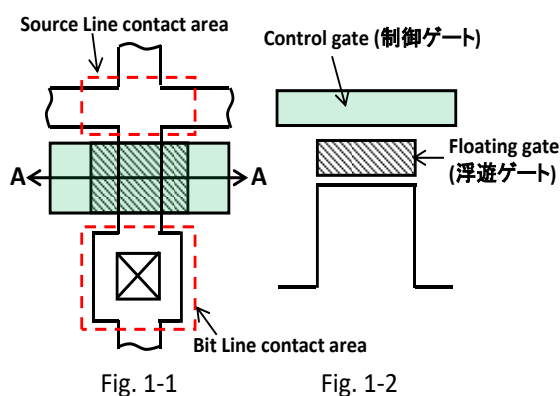 Source Line contact area
Control gate (制御ゲート)
Floating gate
(浮遊ゲート)
A
A
Bit Line contact area
Fig. 1-1
Fig. 1-2